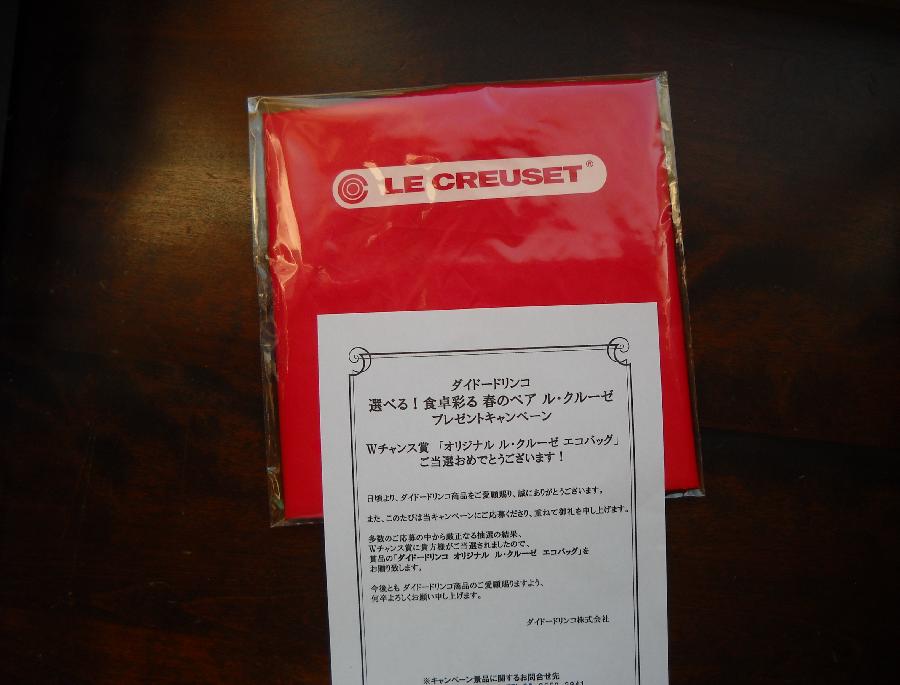 LE CREUSET®
ダイドードリンコ
選べる！食卓彩る 春のペア ル・クルーゼ
プレゼントキャンペーン
Wチャンス賞 「オリジナル ル・クルーゼ エコバッグ」
ご当選おめでとうございます！
日頃より、ダイドードリンコ商品をご愛顧賜り、誠にありがとうございます。
また、このたびは当キャンペーンにご応募くださり、重ねて御礼を申し上げます。
多数のご応募の中から厳正なる抽選の結果、
Wチャンス賞に貴方様がご当選されましたので、
賞品の「ダイドードリンコ オリジナル ル・クルーゼ エコバッグ」を
お贈り致します。
今後とも ダイドードリンコ商品のご愛顧賜りますよう、
何卒よろしくお願い申し上げます。
ダイドードリンコ株式会社
※キャンペーン景品に関するお問合せ先